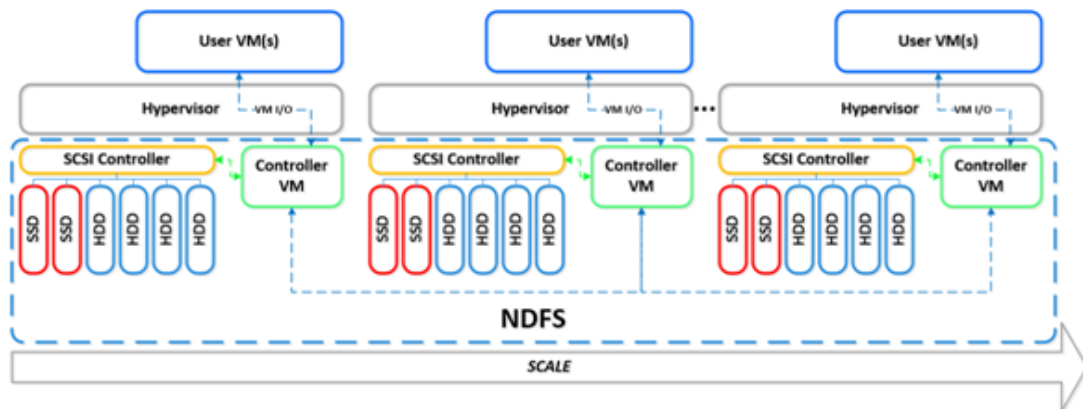 User VM(s)
User VM(s)
User VM(s)
Hypervisor
VM I/O
Hypervisor
VM I/O
...
Hypervisor
VM I/O
SCSI Controller
Controller
VM
SCSI Controller
Controller
VM
SCSI Controller
Controller
VM
SSD
SSD
HDD
HDD
HDD
HDD
SSD
SSD
HDD
HDD
HDD
HDD
SSD
SSD
HDD
HDD
HDD
HDD
NDFS
SCALE